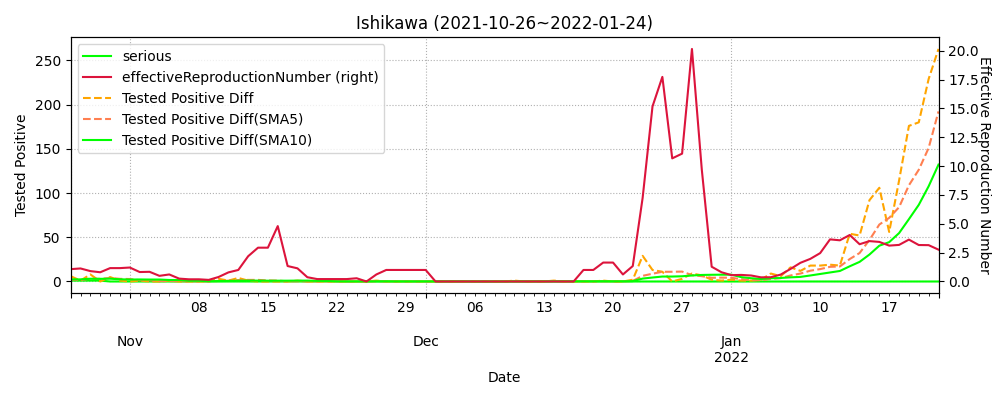 Ishikawa (2021-10-26~2022-01-24)
serious
effectiveReproductionNumber (right)
Tested Positive Diff
Tested Positive Diff(SMA5)
Tested Positive Diff(SMA10)
Tested Positive
250
200
150
100
50
0
20.0
17.5
15.0
12.5
10.0
7.5
5.0
2.5
0.0
Effective Reproduction Number
08 15 22 29 06 13 20 27 03 10 17
Nov Dec Jan
2022
Date